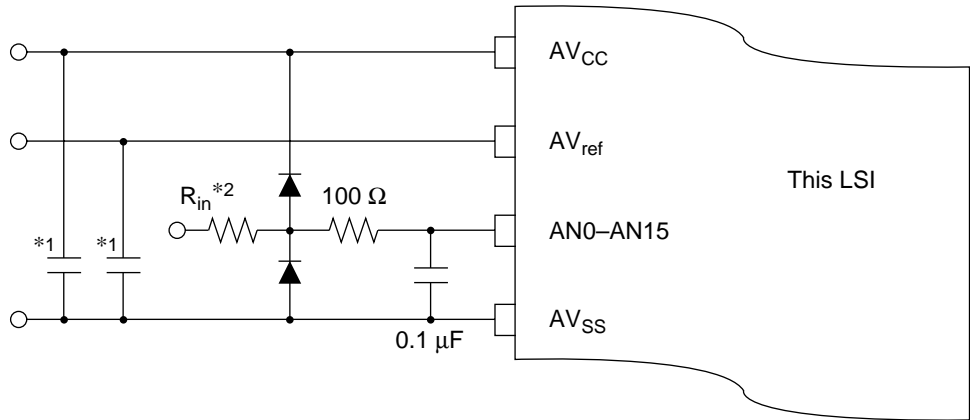 AVCC
AVref
This LSI
Rin*2
100 Ω
*1
*1
AN0–AN15
AVSS
0.1 μF